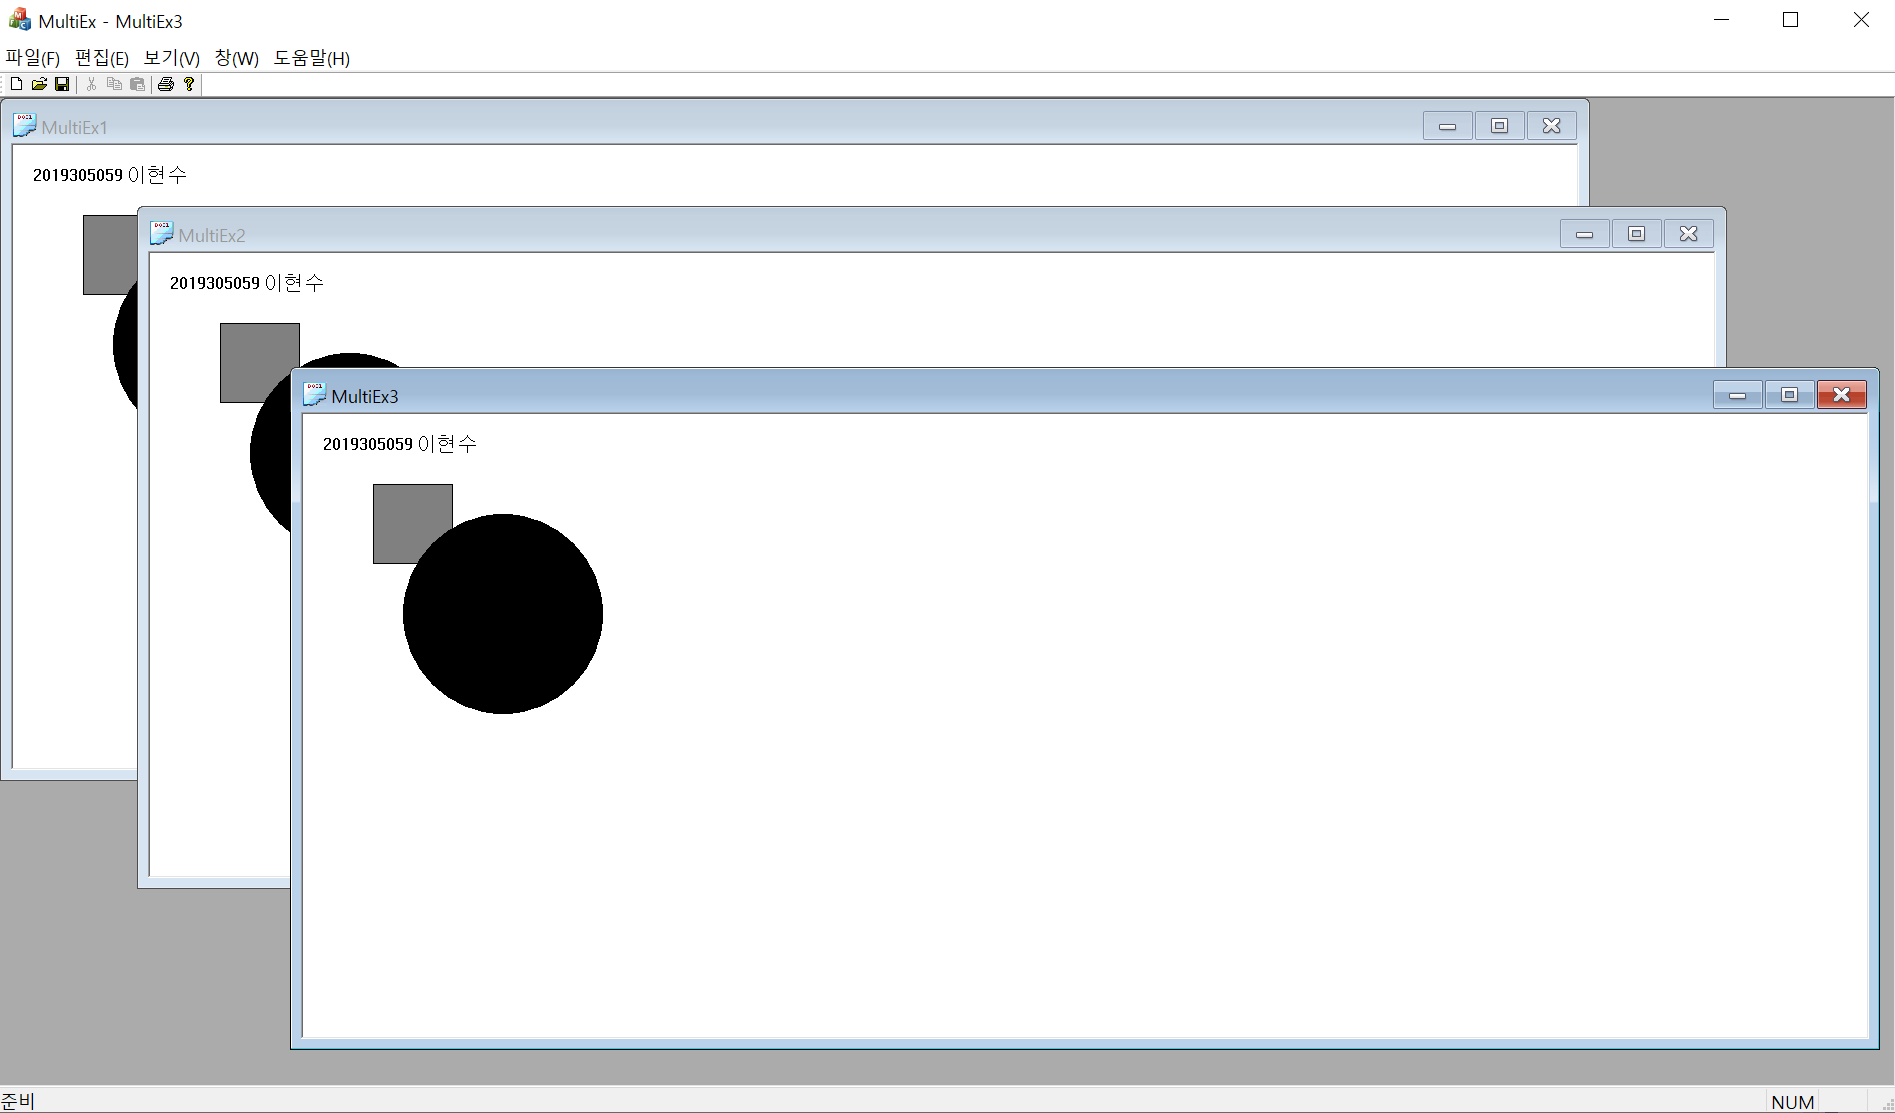 MultiEx - MultiEx3
파일(F) 편집(E) 보기(V) 창(W) 도움말(H)
MultiEx1
2019305059 이현수
MultiEx2
2019305059 이현수
MultiEx3
2019305059 이현수
준비 NUM